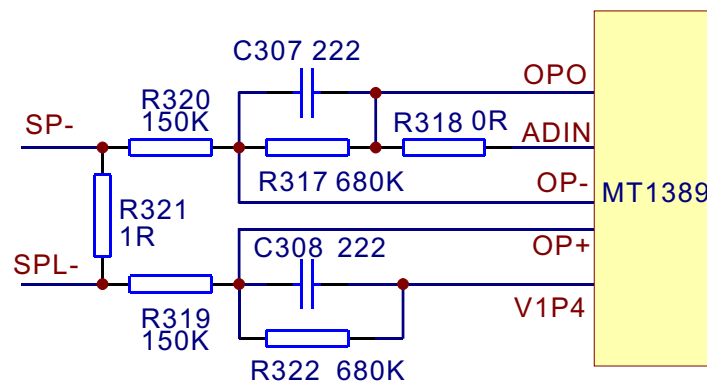 C307 222
OPO
R320
150K
SP-
R318 0R
ADIN
R317 680K
OP-
MT1389
R321
1R
OP+
C308 222
SPL-
V1P4
R319
150K
R322 680K